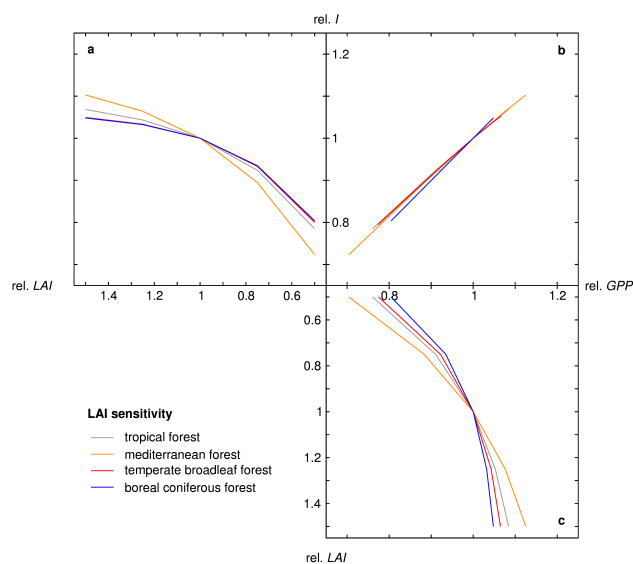 rel. I
a
b
1.2
1
0.8
rel. LAI
1.4
1.2
1
0.8
0.6
0.8
1
1.2
rel. GPP
0.6
0.8
1
1.2
1.4
c
rel. LAI
LAI sensitivity
tropical forest
mediterranean forest
temperate broadleaf forest
boreal coniferous forest